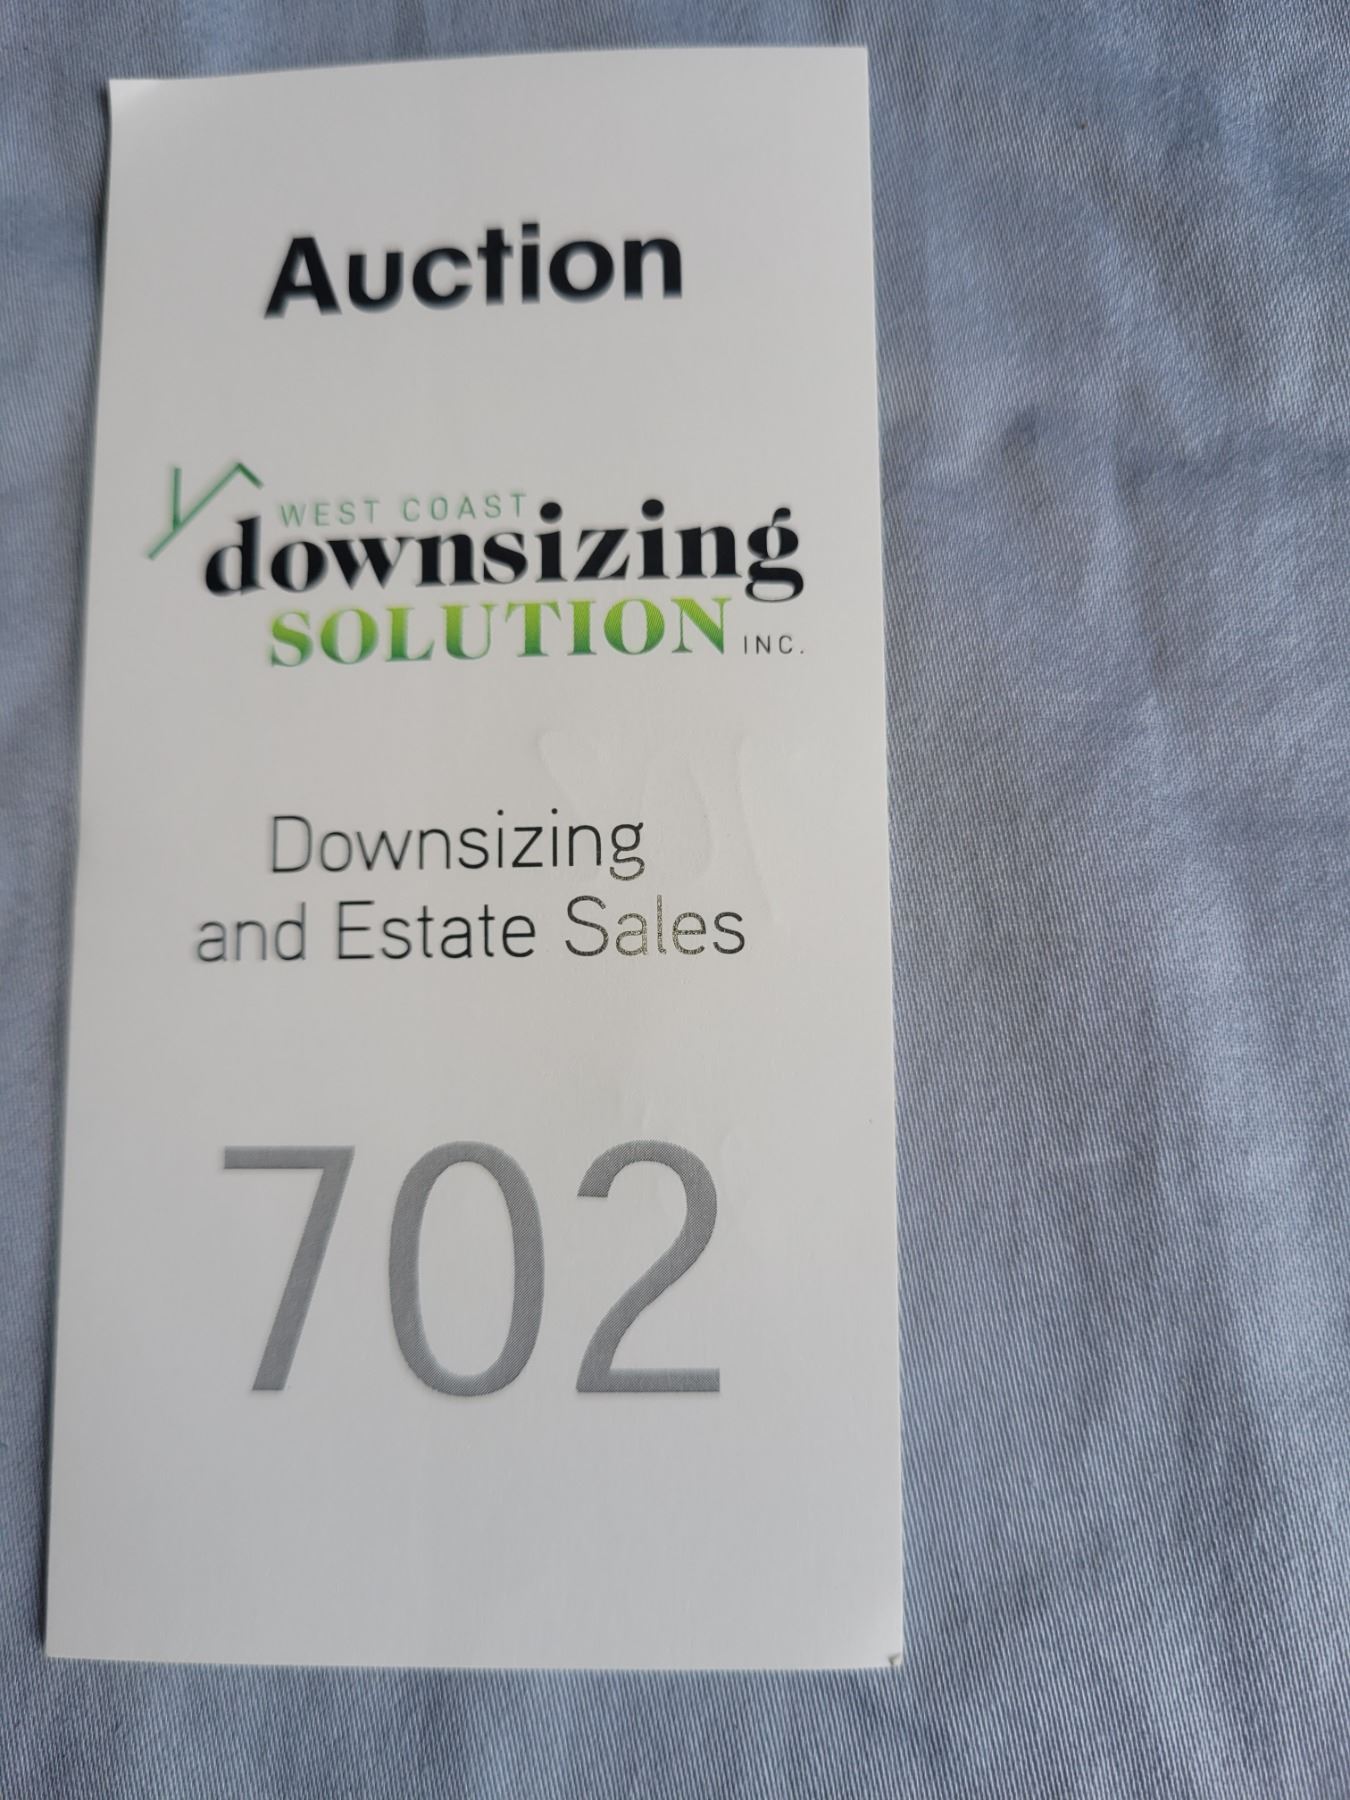 Auction
WEST COAST
downsizing
SOLUTION INC.
Downsizing
and Estate Sales
702